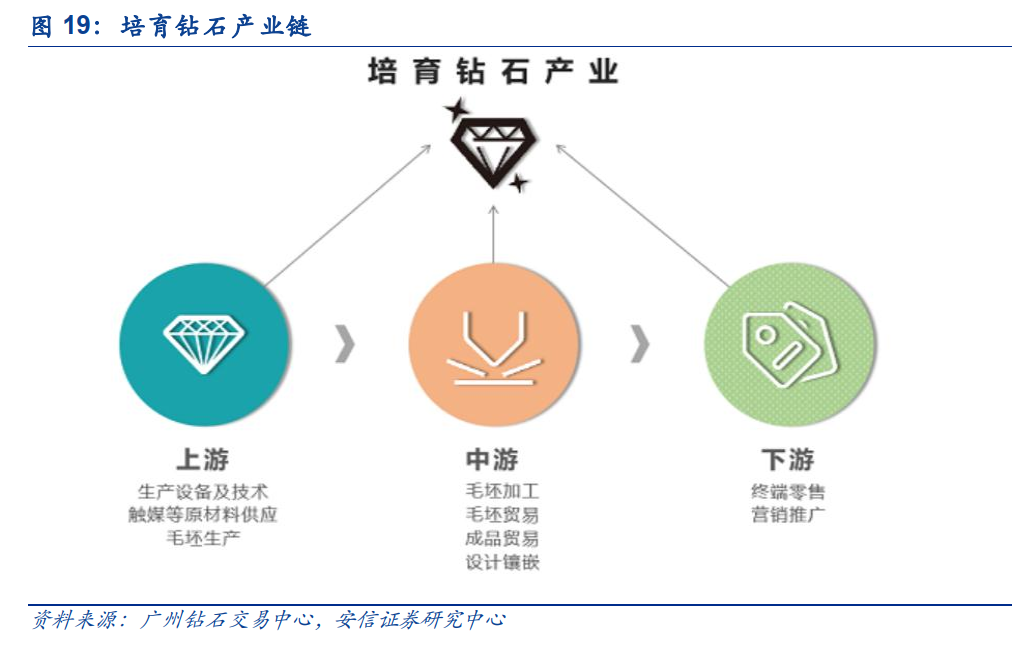 图 19：培育钻石产业链
培育钻石产业
上游
生产设备及技术
触媒等原材料供应
毛坯生产
中游
毛坯加工
毛坯贸易
成品贸易
设计镶嵌
下游
终端零售
营销推广
资料来源：广州钻石交易中心，安信证券研究中心